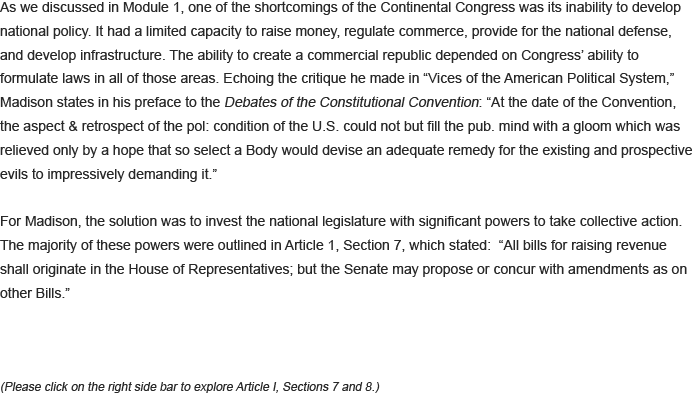 As we discussed in Module 1, one of the shortcomings of the Continental Congress was its inability to develop
national policy. It had a limited capacity to raise money, regulate commerce, provide for the national defense,
and develop infrastructure. The ability to create a commercial republic depended on Congress’ ability to
formulate laws in all of those areas. Echoing the critique he made in “Vices of the American Political System,”
Madison states in his preface to the Debates of the Constitutional Convention: “At the date of the Convention,
the aspect & retrospect of the pol: condition of the U.S. could not but fill the pub. mind with a gloom which was
relieved only by a hope that so select a Body would devise an adequate remedy for the existing and prospective
evils to impressively demanding it.”
For Madison, the solution was to invest the national legislature with significant powers to take collective action.
The majority of these powers were outlined in Article 1, Section 7, which stated:  “All bills for raising revenue
shall originate in the House of Representatives; but the Senate may propose or concur with amendments as on
other Bills.”
(Please click on the right side bar to explore Article I, Sections 7 and 8.)